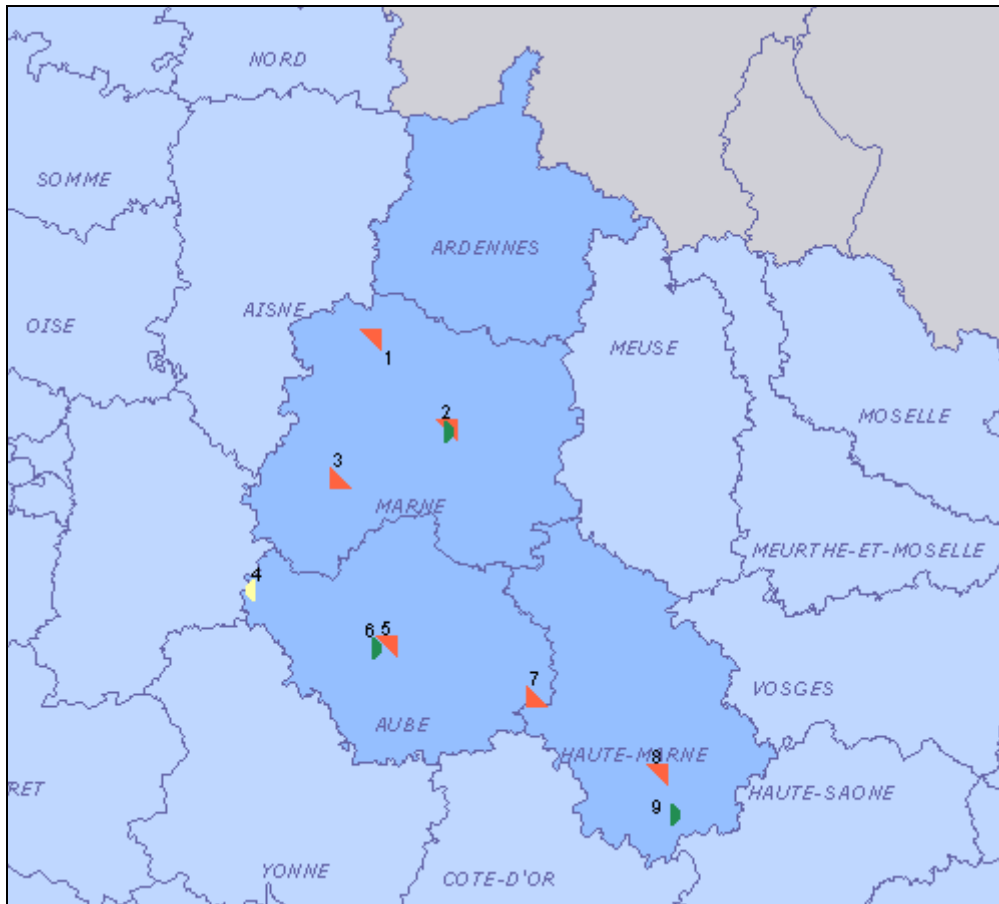 NORD
SOMME
ARDENNES
AISNE
OISE
MEUSE
1
MOSELLE
2
3
MARNE
MEURTHE-ET-MOSELLE
4
6 5
7
VOSGES
AUBE
HAUTE-MARNE
8
HAUTE-SAONE
RET
9
YONNE
COTE-D'OR